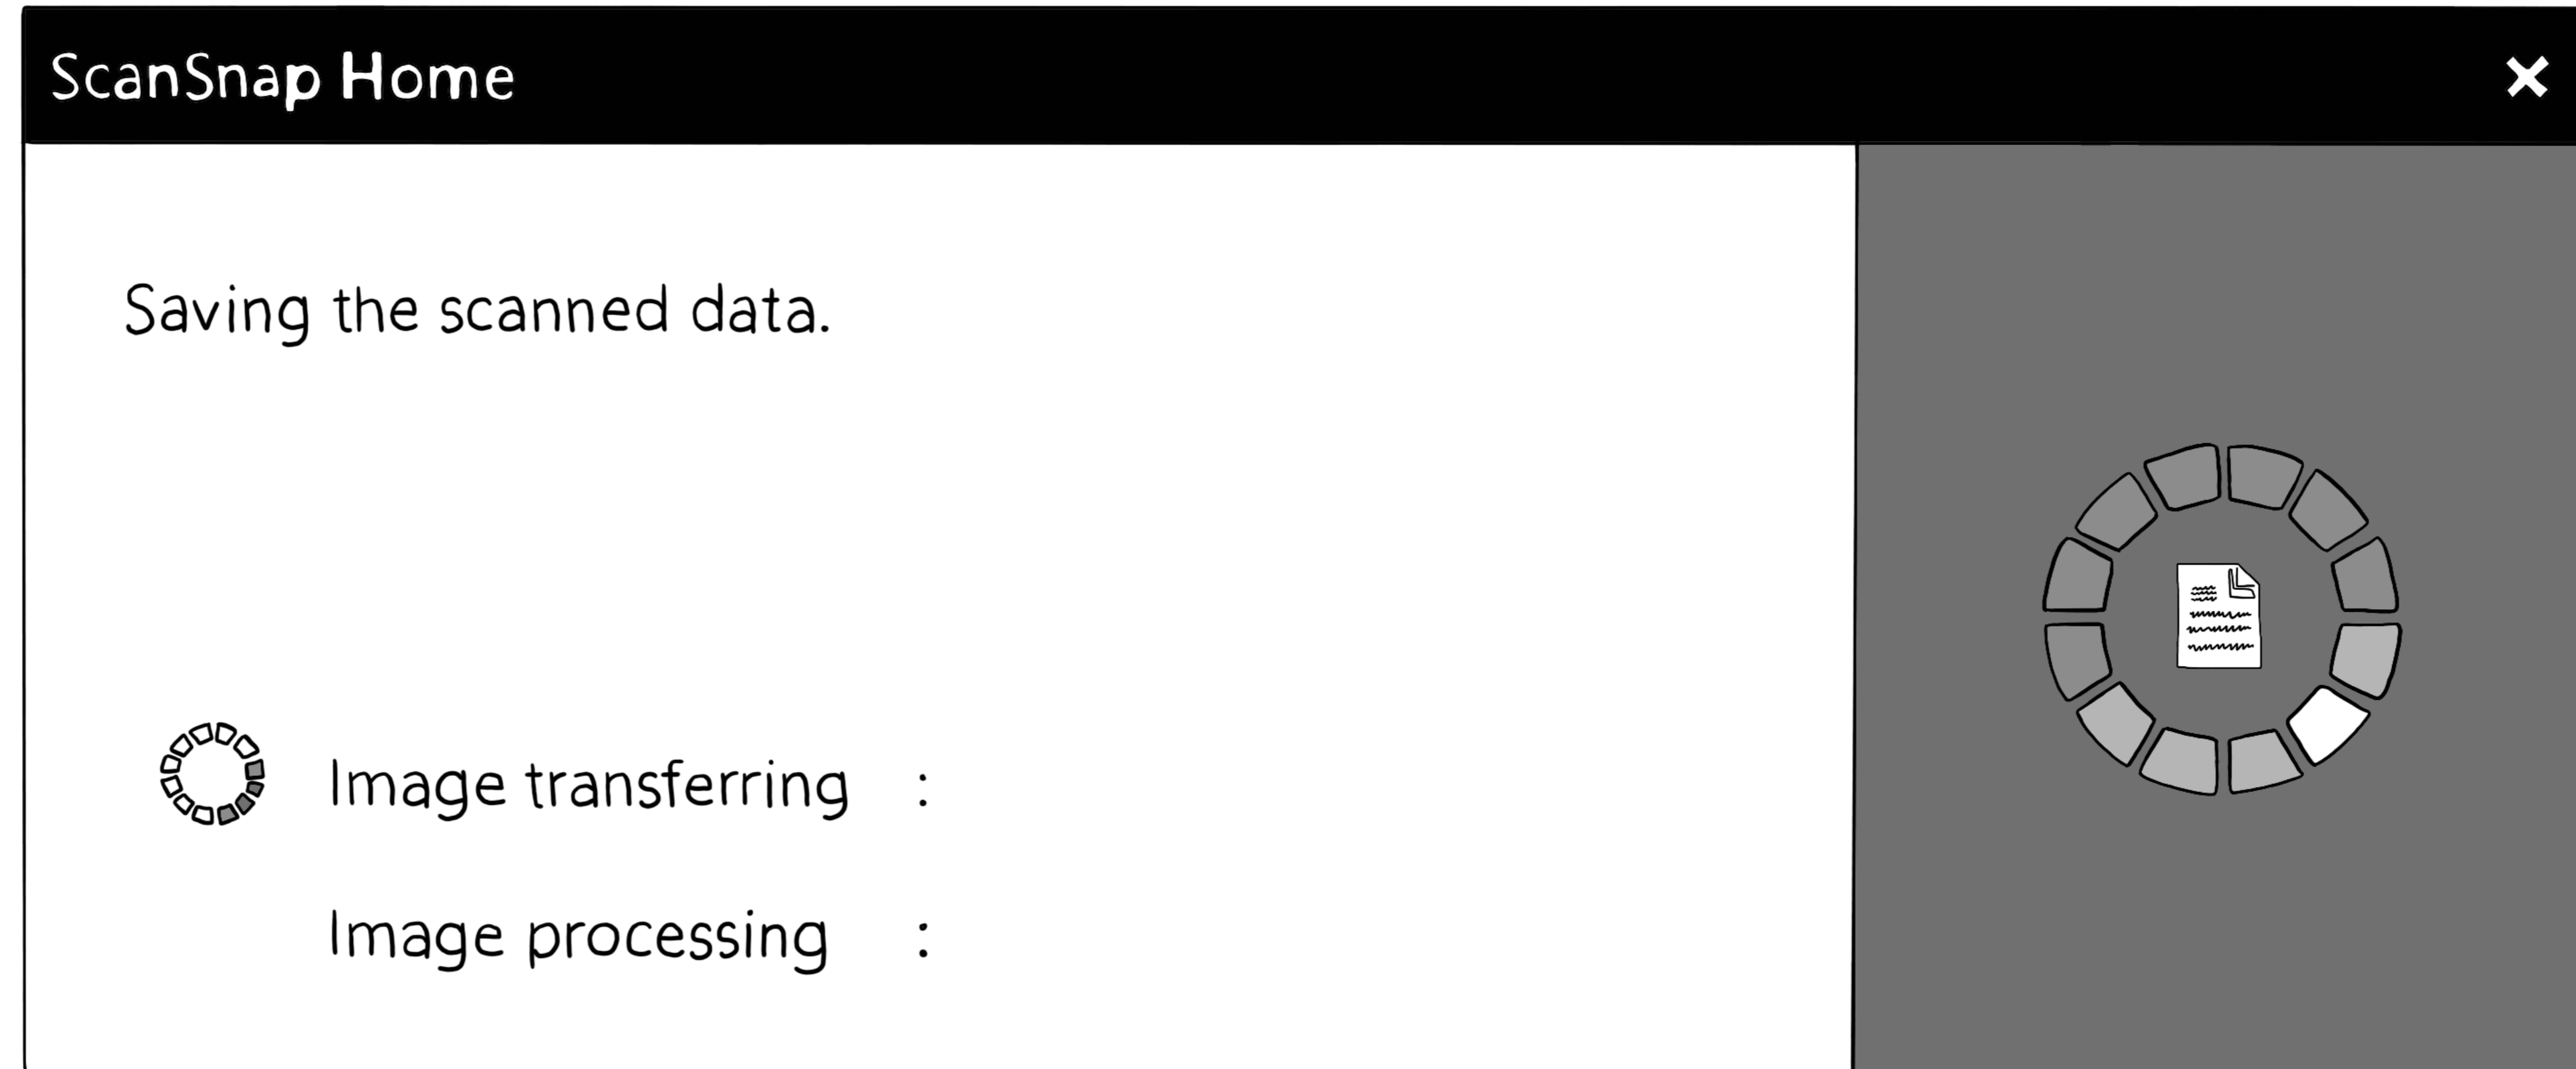 ScanSnap Home
Saving the scanned data.
Image transferring :
Image processing :